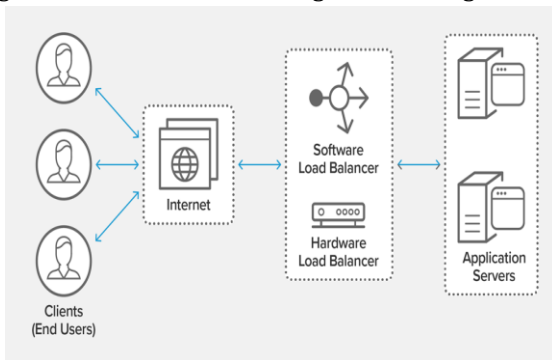 Software
Load Balancer
Internet
Hardware
Load Balancer
Application
Servers
Clients
(End Users)